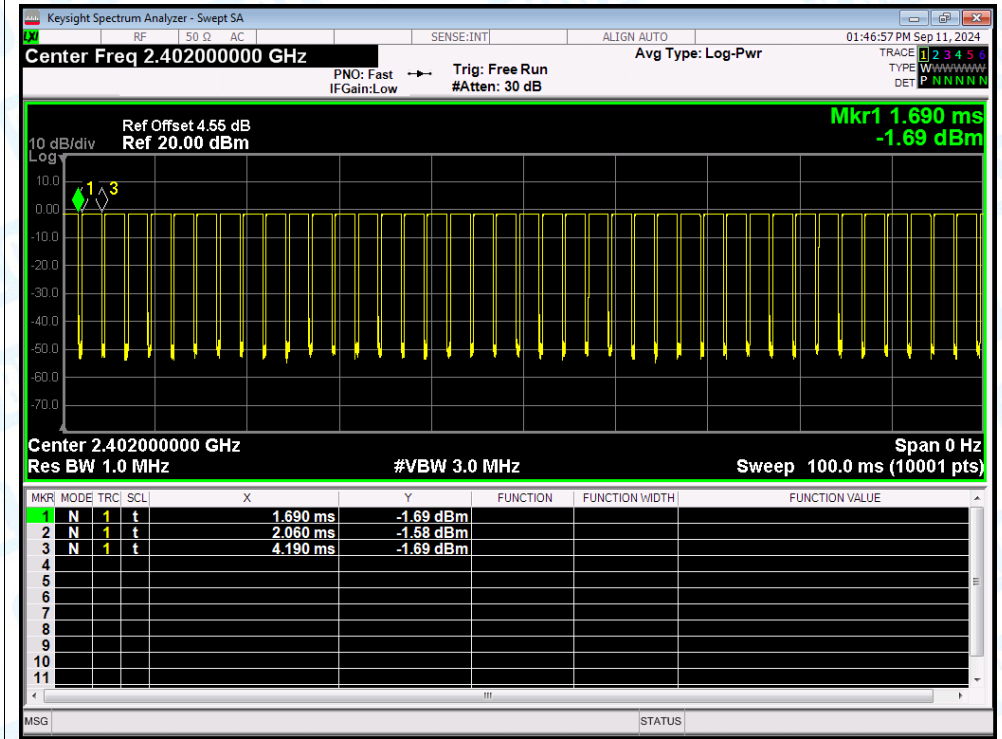 Keysight Spectrum Analyzer - Swept SA
LXI RF 50 Ω AC SENSE:INT ALIGN AUTO 01:46:57 PM Sep 11, 2024
Center Freq 2.402000000 GHz Avg Type: Log-Pwr TRACE 1 2 3 4 5 6
PNO: Fast Trig: Free Run TYPE WWWWWW
IFGain:Low #Atten: 30 dB DET P N N N N N
Mkr1 1.690 ms
Ref Offset 4.55 dB
10 dB/div Ref 20.00 dBm -1.69 dBm
Log
10.0
1 3
0.00
-10.0
-20.0
-30.0
-40.0
-50.0
-60.0
-70.0
Center 2.402000000 GHz Span 0 Hz
Res BW 1.0 MHz #VBW 3.0 MHz Sweep 100.0 ms (10001 pts)
MKR MODE TRC SCL X Y FUNCTION FUNCTION WIDTH FUNCTION VALUE
1 N 1 t 1.690 ms -1.69 dBm
2 N 1 t 2.060 ms -1.58 dBm
3 N 1 t 4.190 ms -1.69 dBm
4
5
6
7
8
9
10
11
MSG STATUS